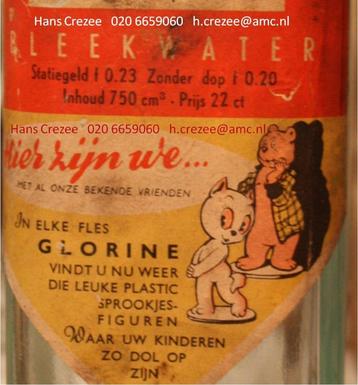 Hans Crezee 020 6659060 h.crezee@amc.nl
BLEEKWATER
Statiegeld f 0.23 Zonder dop f 0.20
Inhoud 750 cm³ - Prijs 22 ct
Hans Crezee 020 6659060 h.crezee@amc.nl
Hier zijn we...
MET AL ONZE BEKENDE VRIENDEN
IN ELKE FLES
GLORINE
VINDT U NU WEER
DIE LEUKE PLASTIC
SPROOKJES-
FIGUREN
WAAR UW KINDEREN
ZO DOL OP
ZIJN